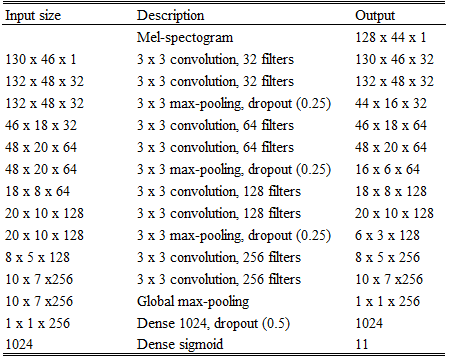 Input size Description Output
Mel-spectogram 128 x 44 x 1
130 x 46 x 1 3 x 3 convolution, 32 filters 130 x 46 x 32
132 x 48 x 32 3 x 3 convolution, 32 filters 132 x 48 x 32
132 x 48 x 32 3 x 3 max-pooling, dropout (0.25) 44 x 16 x 32
46 x 18 x 32 3 x 3 convolution, 64 filters 46 x 18 x 64
48 x 20 x 64 3 x 3 convolution, 64 filters 48 x 20 x 64
48 x 20 x 64 3 x 3 max-pooling, dropout (0.25) 16 x 6 x 64
18 x 8 x 64 3 x 3 convolution, 128 filters 18 x 8 x 128
20 x 10 x 128 3 x 3 convolution, 128 filters 20 x 10 x 128
20 x 10 x 128 3 x 3 max-pooling, dropout (0.25) 6 x 3 x 128
8 x 5 x 128 3 x 3 convolution, 256 filters 8 x 5 x 256
10 x 7 x256 3 x 3 convolution, 256 filters 10 x 7 x256
10 x 7 x256 Global max-pooling 1 x 1 x 256
1 x 1 x 256 Dense 1024, dropout (0.5) 1024
1024 Dense sigmoid 11